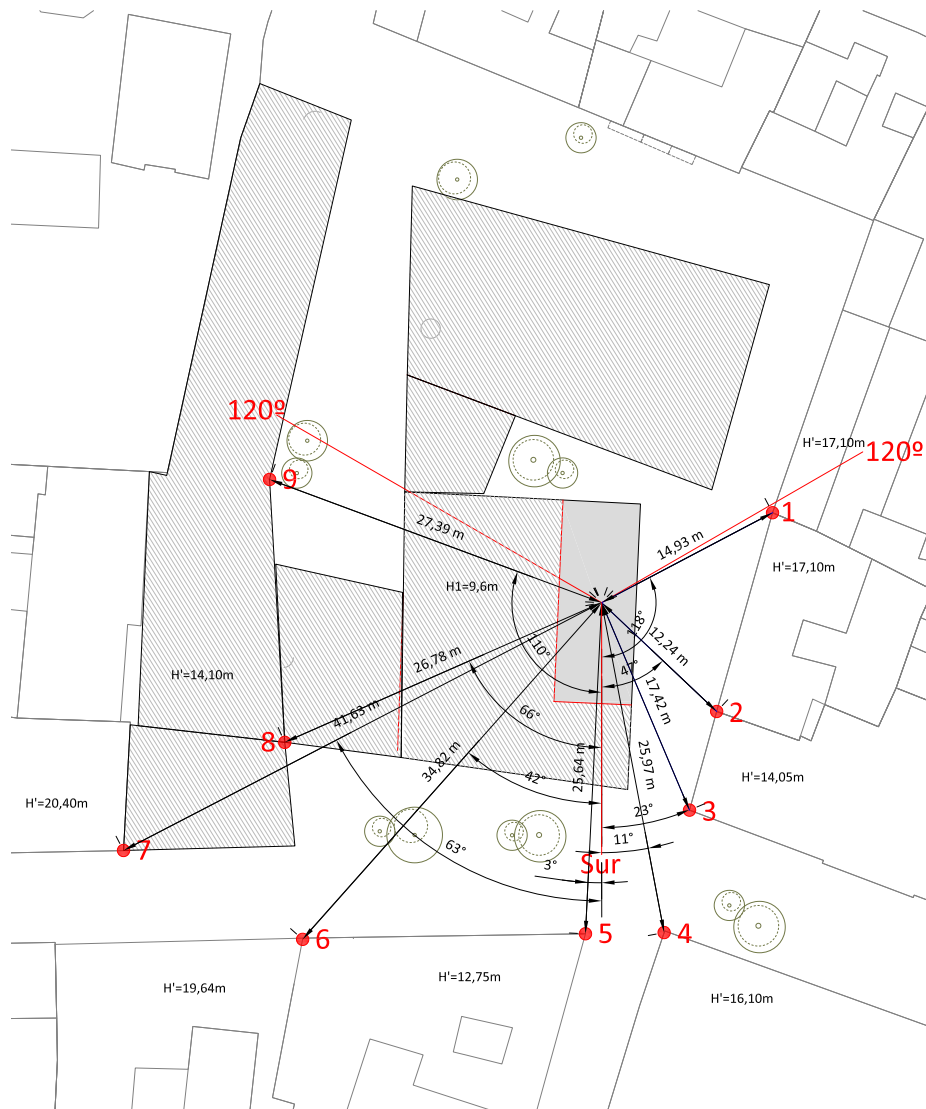 120º
H'=17,10m
120º
9
1
27,39 m
14,93 m
H'=17,10m
H1=9,6m
118°
110°
47°
12,24 m
26,78 m
17,42 m
H'=14,10m
66°
2
41,63 m
8
34,82 m
25,64 m
25,97 m
42°
H'=14,05m
H'=20,40m
23°
3
11°
7
63°
3°
Sur
6
5
4
H'=12,75m
H'=19,64m
H'=16,10m